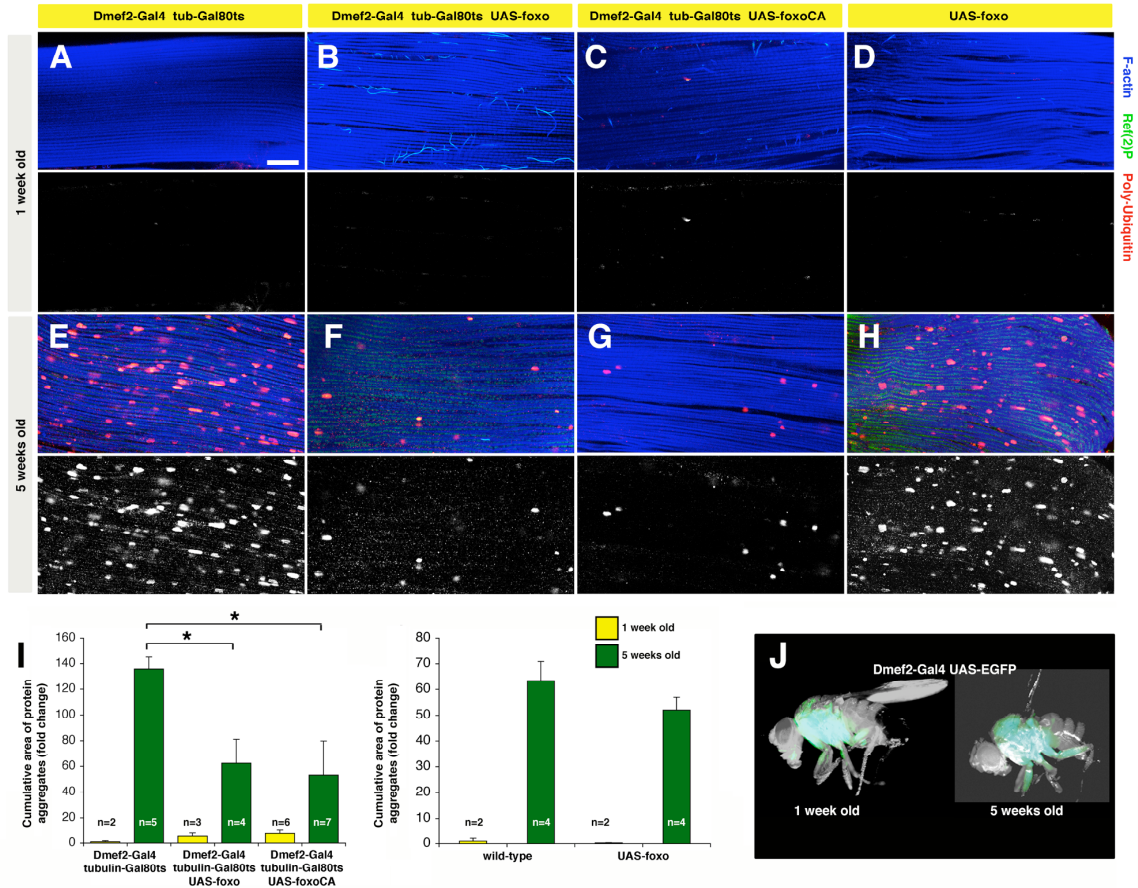 Dmef2-Gal4 tub-Gal80ts
Dmef2-Gal4 tub-Gal80ts UAS-foxo
Dmef2-Gal4 tub-Gal80ts UAS-foxoCA
UAS-foxo
1 week old
A
B
C
D
F-actin Ref(2)P Poly-Ubiquitin
5 weeks old
E
F
G
H
I
Cumulative area of protein
aggregates (fold change)
160
140
120
100
80
60
40
20
0
*
*
n=2
n=5
n=3
n=4
n=6
n=7
Dmef2-Gal4
tubulin-Gal80ts
Dmef2-Gal4
tubulin-Gal80ts
UAS-foxo
Dmef2-Gal4
tubulin-Gal80ts
UAS-foxoCA
1 week old
5 weeks old
Cumulative area of protein
aggregates (fold change)
80
70
60
50
40
30
20
10
0
n=2
n=4
n=2
n=4
wild-type
UAS-foxo
J
Dmef2-Gal4 UAS-EGFP
1 week old
5 weeks old